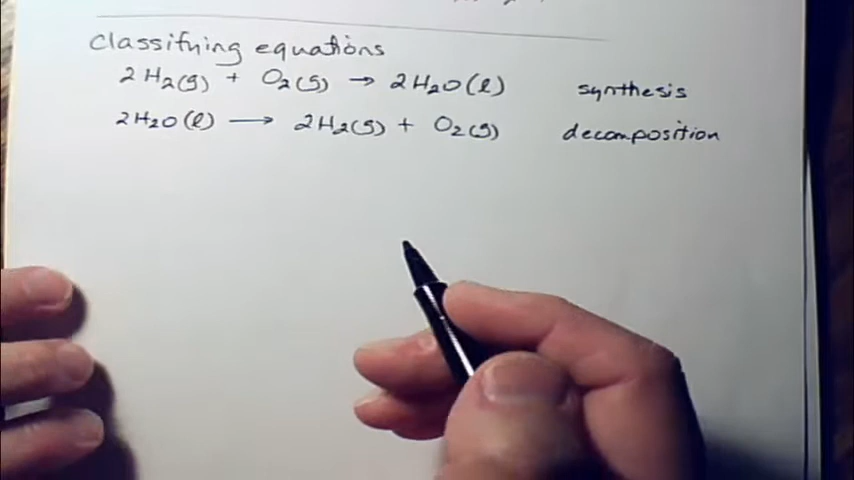 classifying equations
2H₂(g) + O₂(g) → 2H₂O(l) synthesis
2H₂O(l) → 2H₂(g) + O₂(g) decomposition